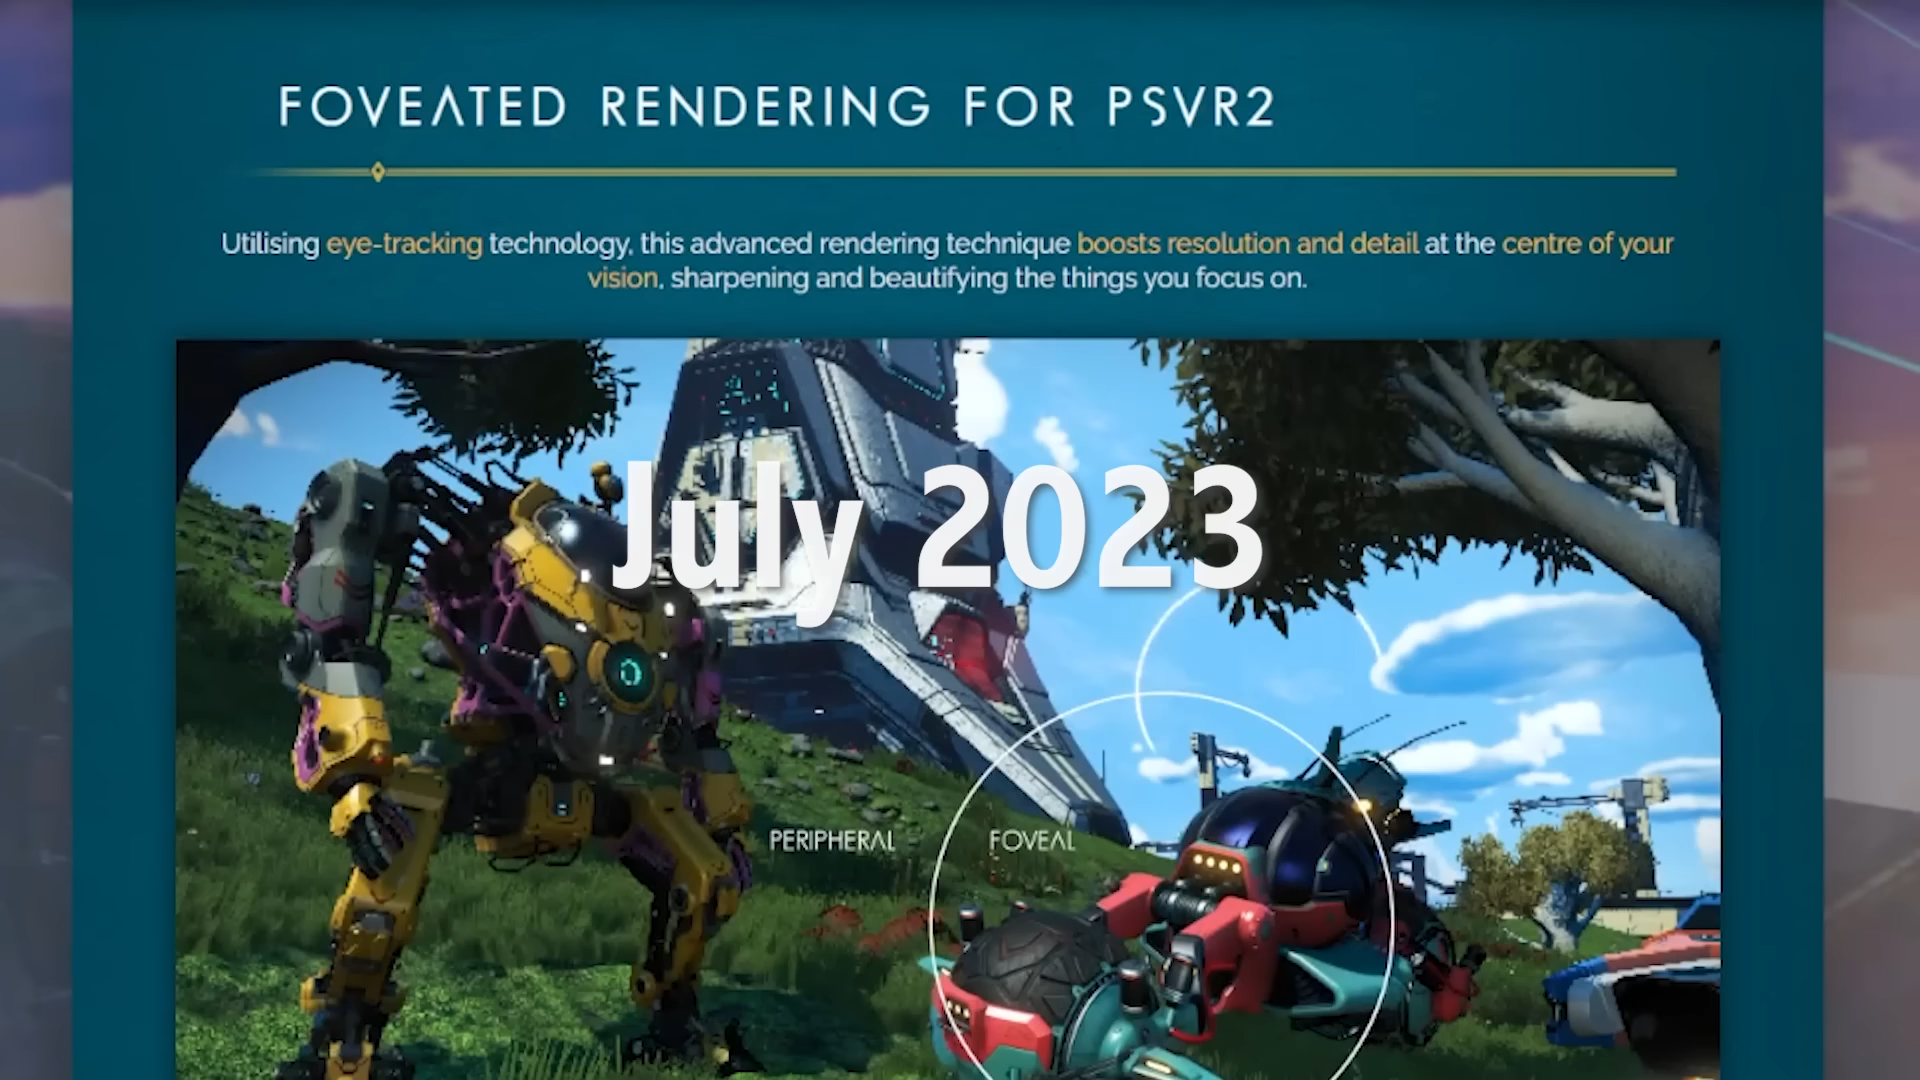 FOVEATED RENDERING FOR PSVR2
Utilising eye-tracking technology, this advanced rendering technique boosts resolution and detail at the centre of your
vision, sharpening and beautifying the things you focus on.
July 2023
PERIPHERAL FOVEAL